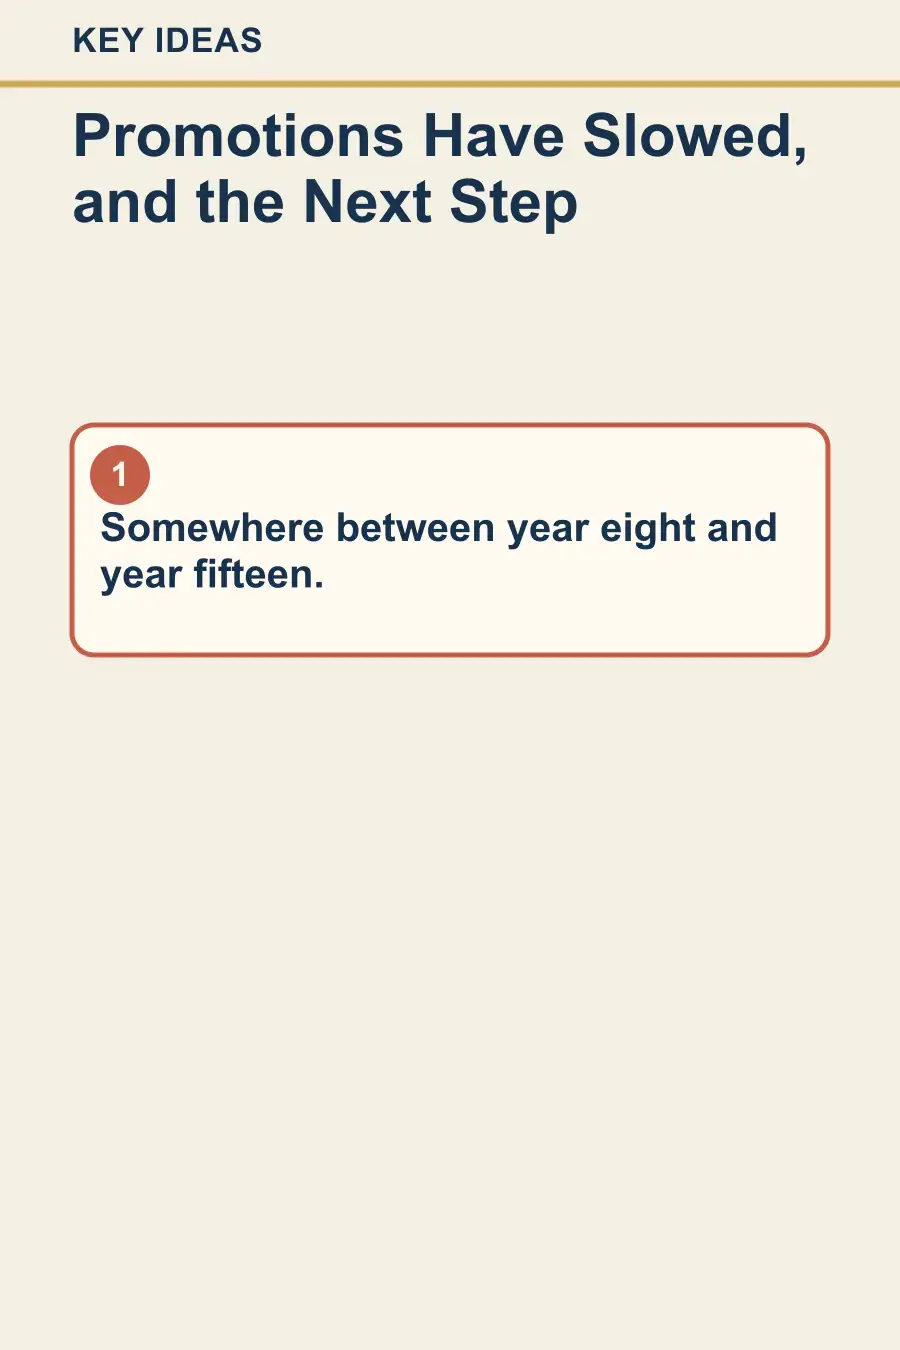 KEY IDEAS
Promotions Have Slowed,
and the Next Step
1
Somewhere between year eight and
year fifteen.